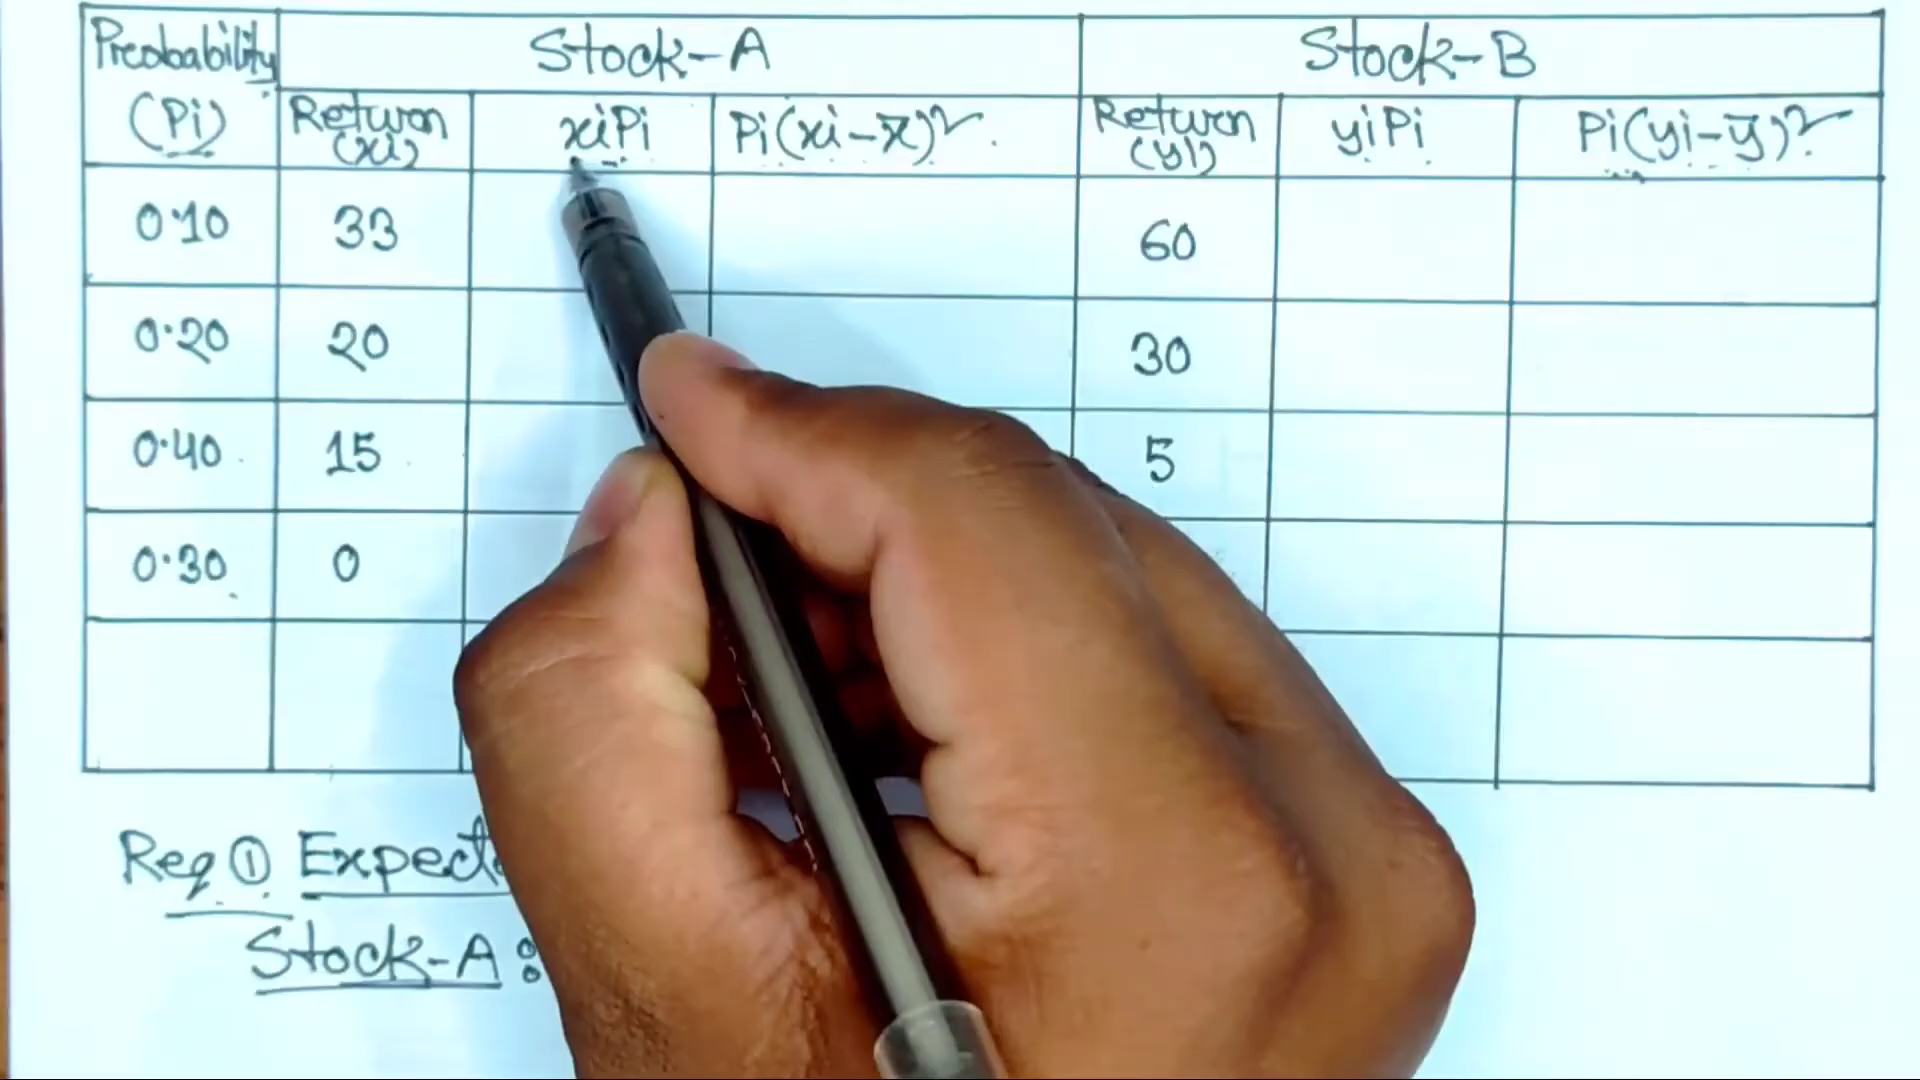 Probability Stock-A Stock-B
(Pi) Return (xi) xiPi Pi(xi-x̄)² Return (yi) yiPi Pi(yi-ȳ)²
0.10 33 60
0.20 20 30
0.40 15 5
0.30 0
Req ① Expecte
Stock-A: